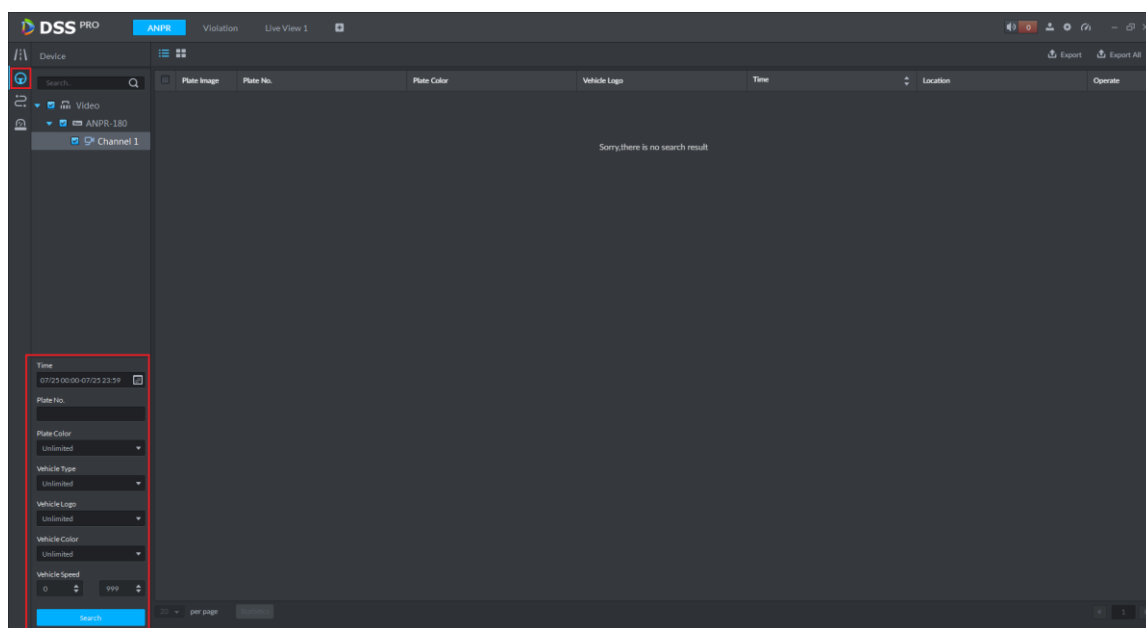 DSS PRO ANPR Violation Live View 1 0
Device Export Export All
Search.. Plate Image Plate No. Plate Color Vehicle Logo Time Location Operate
Video
ANPR-180
Channel 1
Sorry,there is no search result
Time
07/25 00:00-07/25 23:59
Plate No.
Plate Color
Unlimited
Vehicle Type
Unlimited
Vehicle Logo
Unlimited
Vehicle Color
Unlimited
Vehicle Speed
0 999
Search 20 per page 1